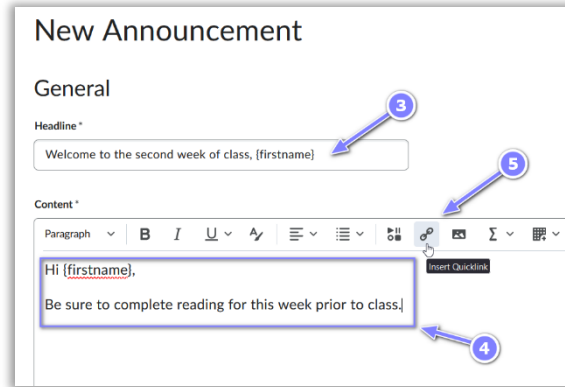 New Announcement
General
3
Headline *
Welcome to the second week of class, {firstname}
5
Content *
Paragraph B I U A Σ
Insert Quicklink
Hi {firstname},
Be sure to complete reading for this week prior to class.
4